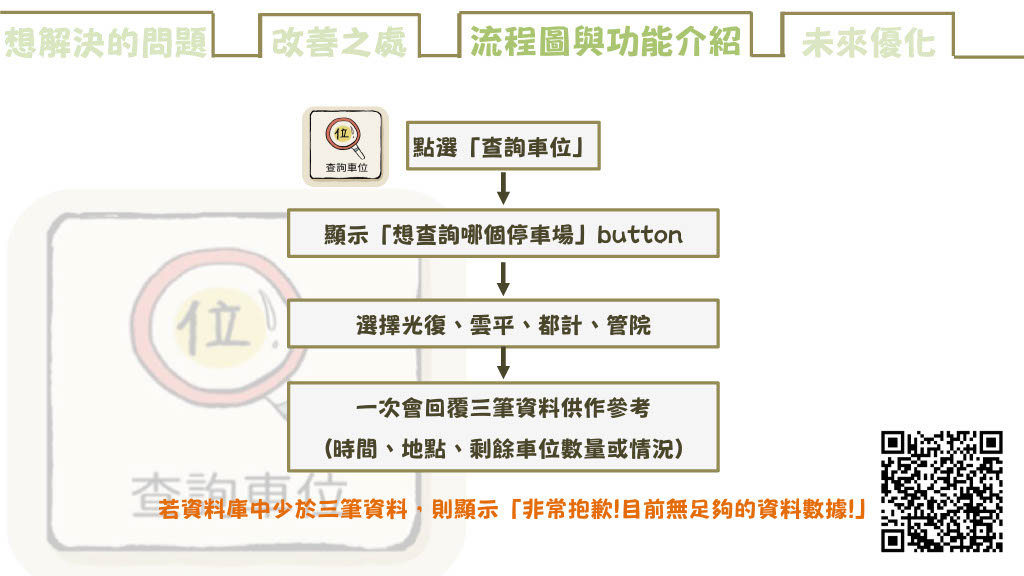 想解決的問題
改善之處
流程圖與功能介紹
未來優化
位
查詢車位
點選「查詢車位」
顯示「想查詢哪個停車場」button
選擇光復、雲平、都計、管院
位
一次會回覆三筆資料供作參考
(時間、地點、剩餘車位數量或情況)
查詢車位
若資料庫中少於三筆資料，則顯示「非常抱歉!目前無足夠的資料數據!」